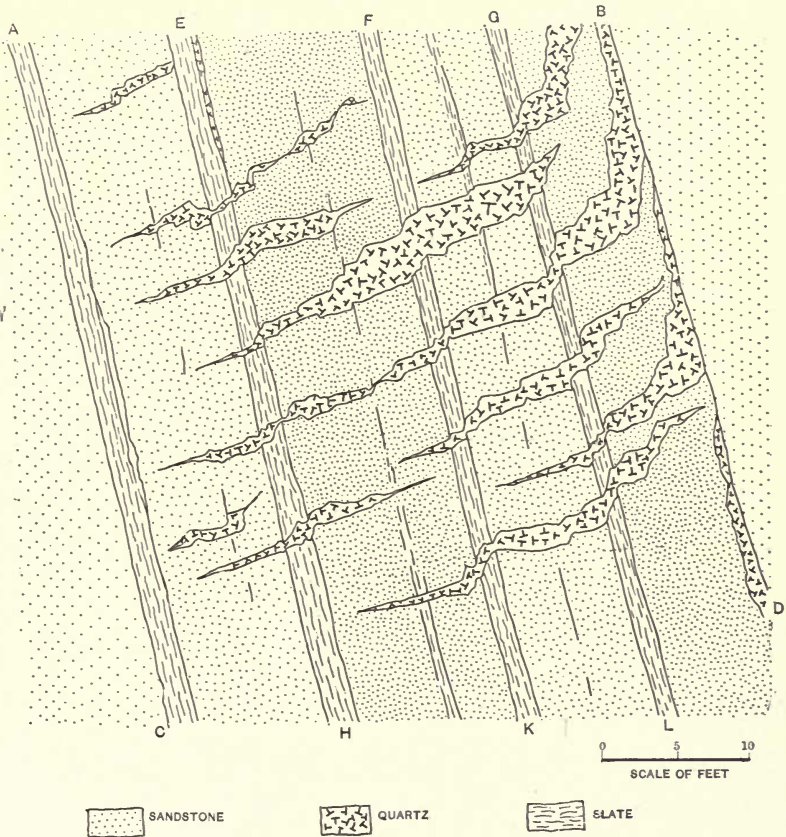 A E F G B
D
C H K L
0 5 10
SCALE OF FEET
SANDSTONE QUARTZ SLATE